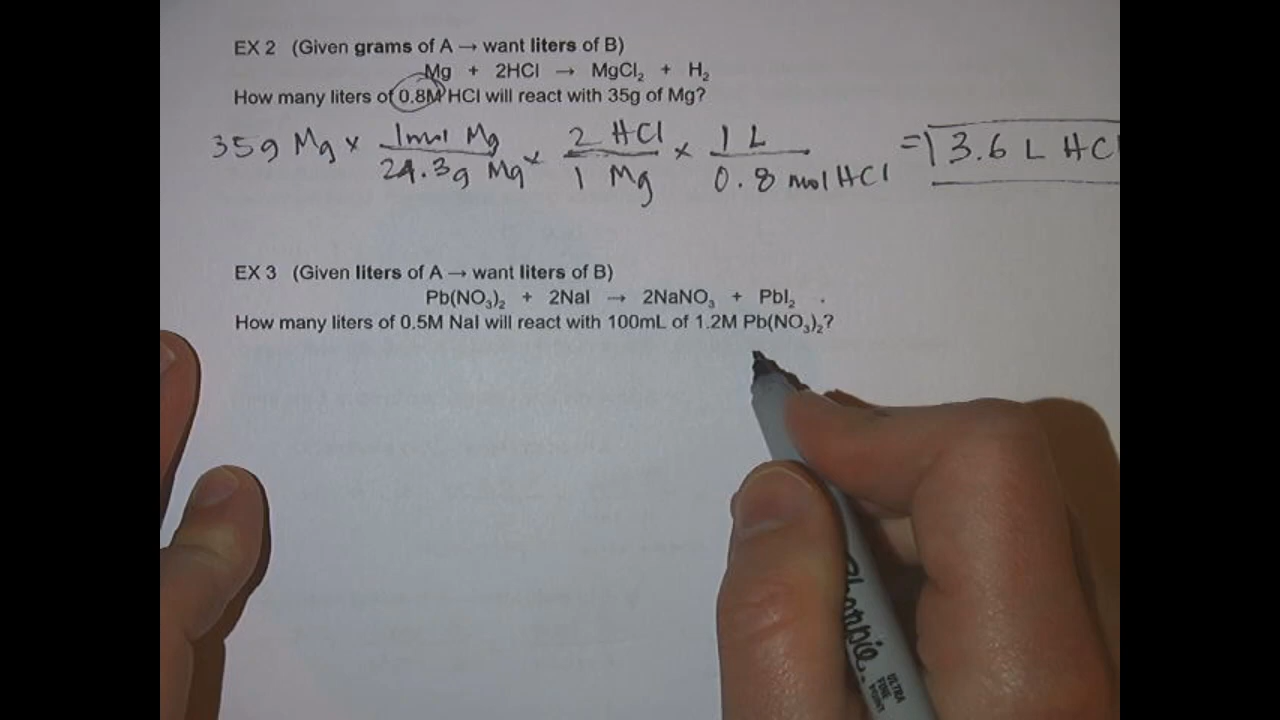 EX 2 (Given grams of A → want liters of B)
Mg + 2HCl → MgCl₂ + H₂
How many liters of 0.8M HCl will react with 35g of Mg?
35g Mg × 1mol Mg / 24.3g Mg × 2 HCl / 1 Mg × 1 L / 0.8 mol HCl = 3.6 L HCl
EX 3 (Given liters of A → want liters of B)
Pb(NO₃)₂ + 2NaI → 2NaNO₃ + PbI₂ .
How many liters of 0.5M NaI will react with 100mL of 1.2M Pb(NO₃)₂?
Sharpie.
ULTRA
FINE
POINT